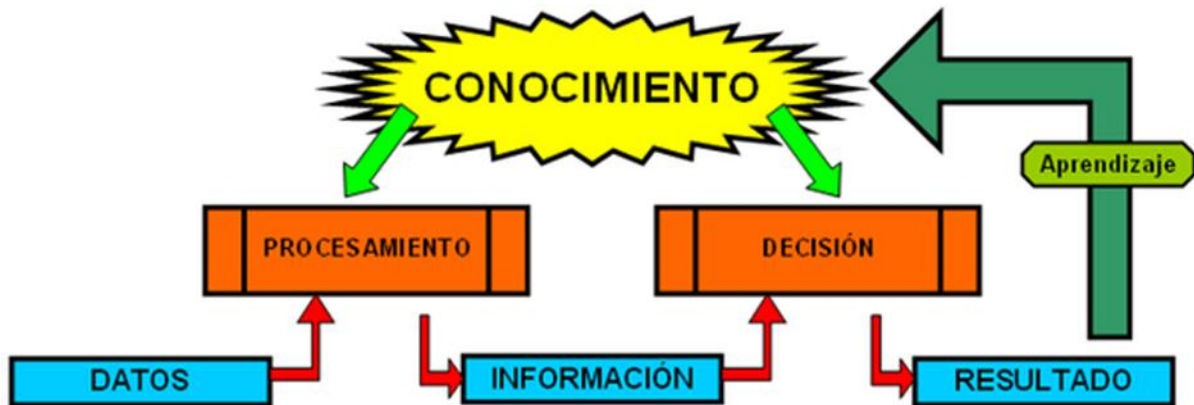 CONOCIMIENTO
Aprendizaje
PROCESAMIENTO
DECISIÓN
DATOS
INFORMACIÓN
RESULTADO